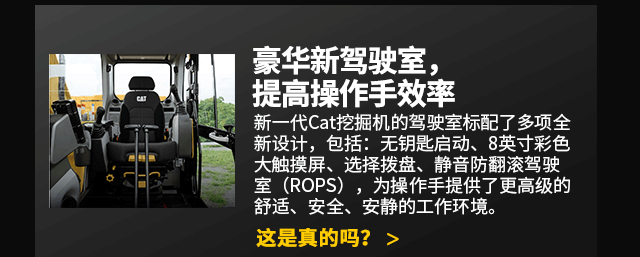 豪华新驾驶室，
提高操作手效率
新一代Cat挖掘机的驾驶室标配了多项全
新设计，包括：无钥匙启动、8英寸彩色
大触摸屏、选择拨盘、静音防翻滚驾驶
室（ROPS），为操作手提供了更高级的
舒适、安全、安静的工作环境。
这是真的吗？ >
CAT